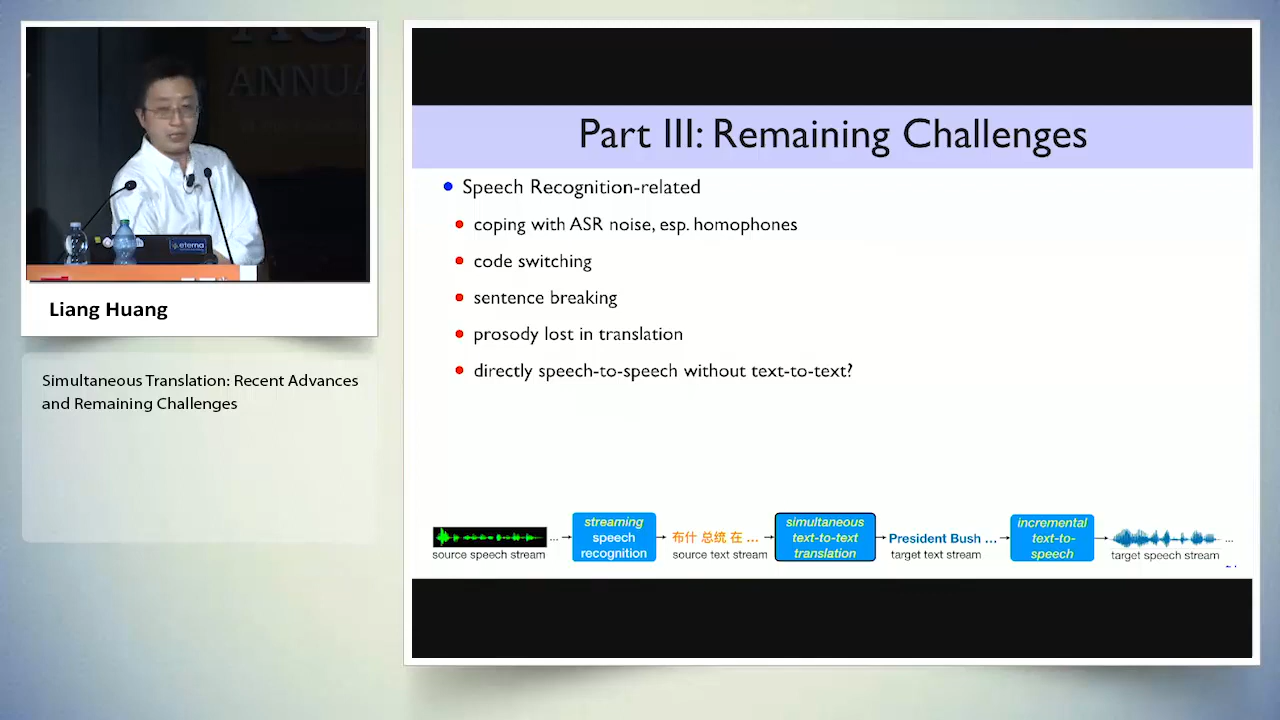 ANNUA
eterna
Liang Huang
Simultaneous Translation: Recent Advances
and Remaining Challenges
Part III: Remaining Challenges
Speech Recognition-related
coping with ASR noise, esp. homophones
code switching
sentence breaking
prosody lost in translation
directly speech-to-speech without text-to-text?
... streaming speech recognition 布什 总统 在 ... simultaneous text-to-text translation President Bush ... incremental text-to-speech ...
source speech stream source text stream target text stream target speech stream